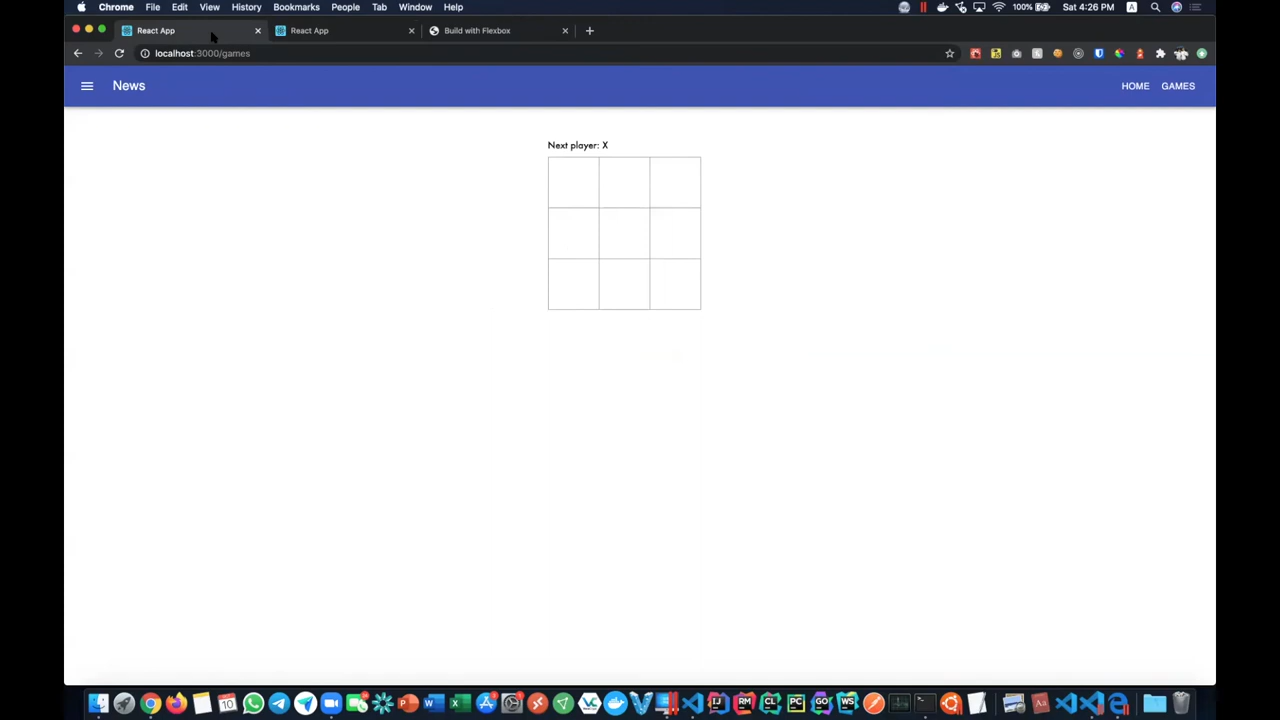 Chrome File Edit View History Bookmarks People Tab Window Help 100% Sat 4:26 PM A
React App React App Build with Flexbox
localhost:3000/games
News HOME GAMES
Next player: X